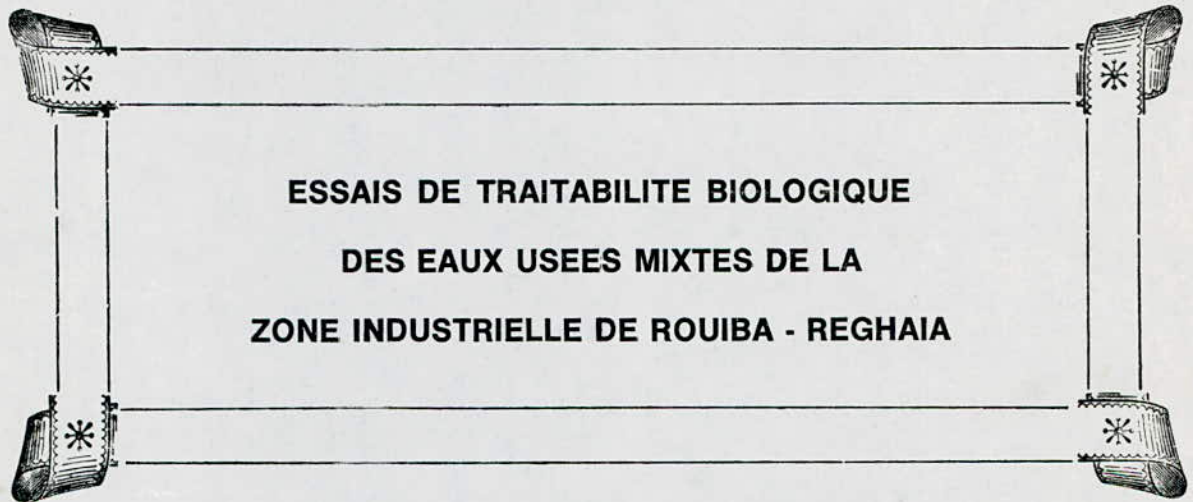 ESSAIS DE TRAITABILITE BIOLOGIQUE
DES EAUX USEES MIXTES DE LA
ZONE INDUSTRIELLE DE ROUIBA - REGHAIA